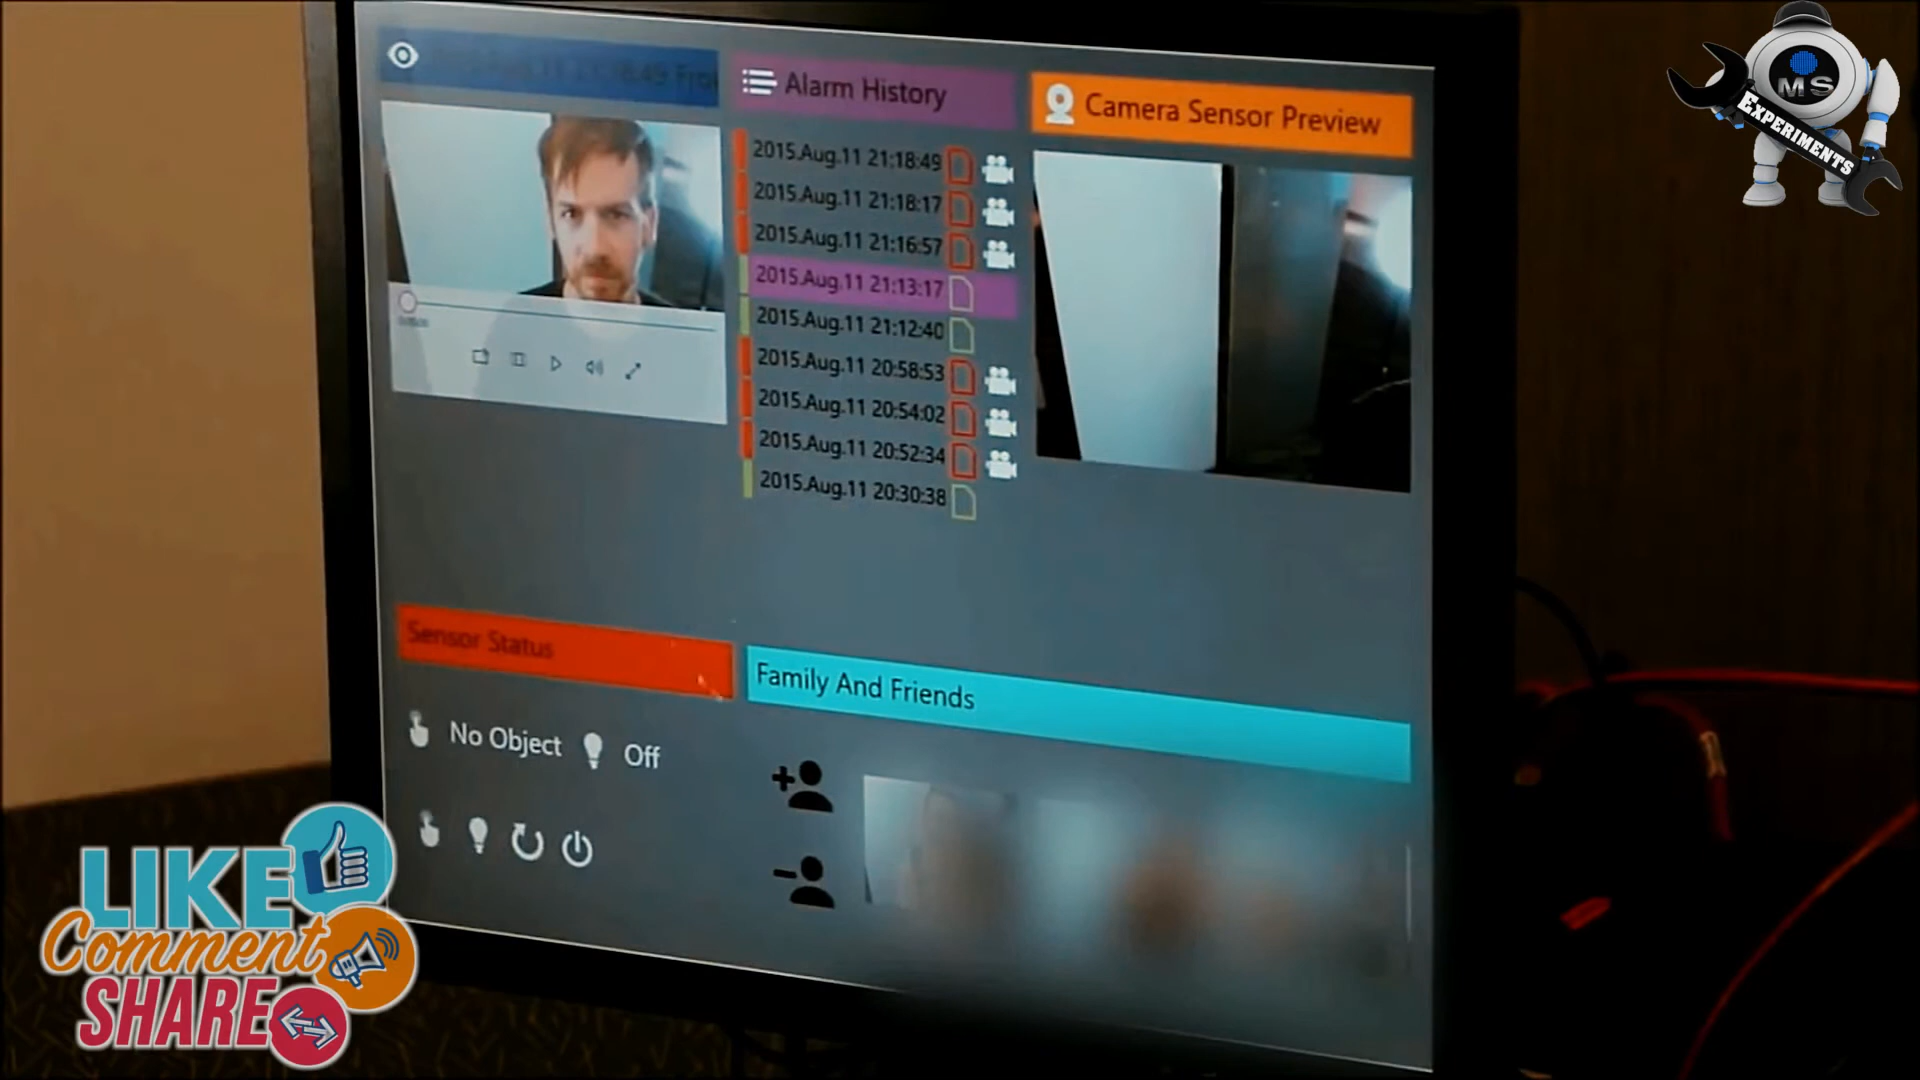 Alarm History
Camera Sensor Preview
2015.Aug.11 21:18:49
2015.Aug.11 21:18:17
2015.Aug.11 21:16:57
2015.Aug.11 21:13:17
2015.Aug.11 21:12:40
2015.Aug.11 20:58:53
2015.Aug.11 20:54:02
2015.Aug.11 20:52:34
2015.Aug.11 20:30:38
Sensor Status
Family And Friends
No Object
Off
MS
EXPERIMENTS
LIKE
Comment
SHARE